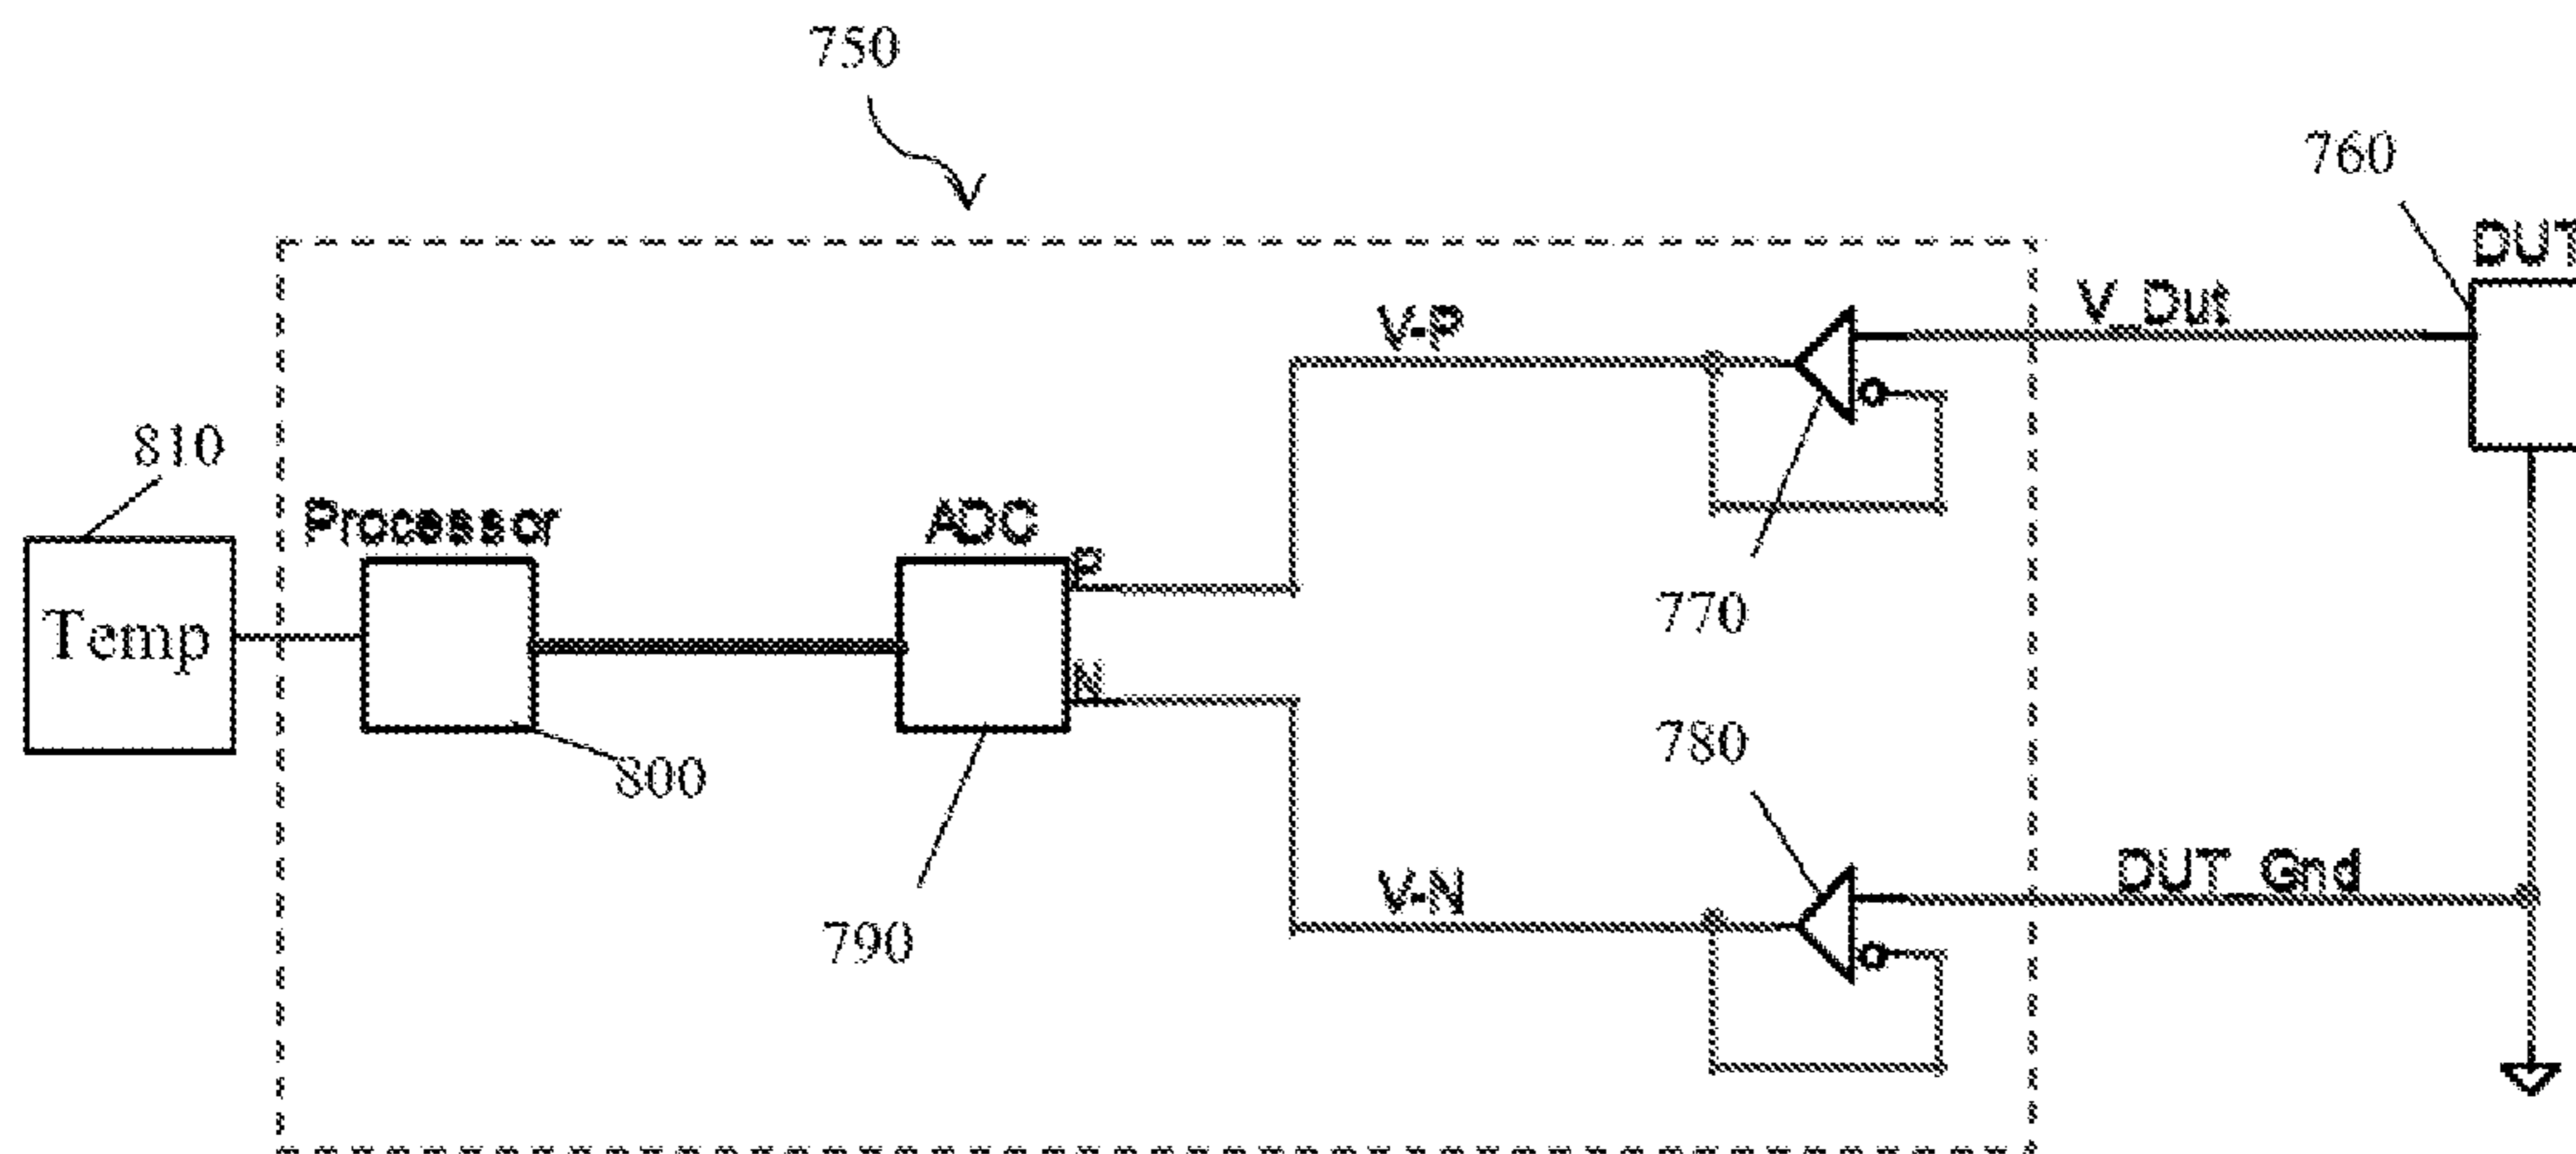 750
760
DUT
V_Dut
V-P
810
Processor
ADC
P
Temp
770
N
780
800
V-N
DUT_Gnd
790